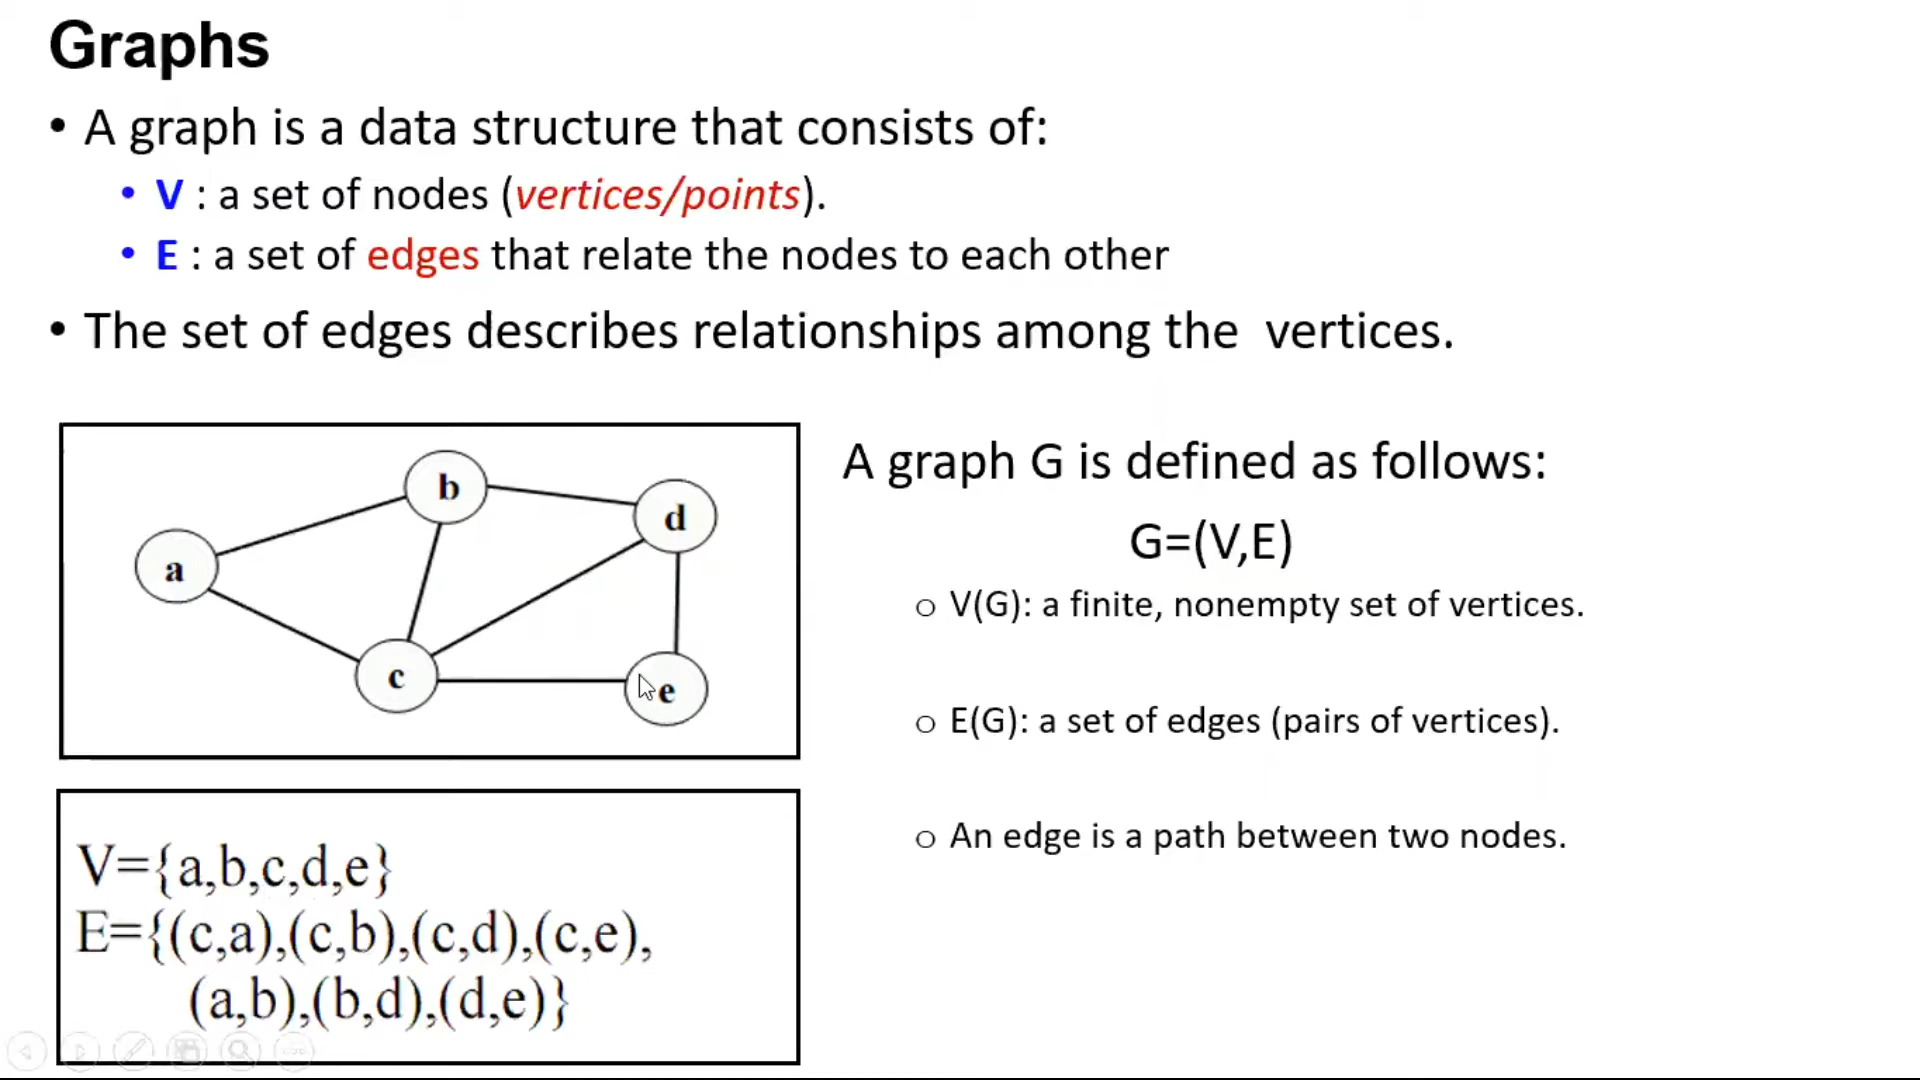 Graphs
• A graph is a data structure that consists of:
• V : a set of nodes (vertices/points).
• E : a set of edges that relate the nodes to each other
• The set of edges describes relationships among the  vertices.
b
d
a
c
e
V={a,b,c,d,e}
E={(c,a),(c,b),(c,d),(c,e),
(a,b),(b,d),(d,e)}
A graph G is defined as follows:
G=(V,E)
o V(G): a finite, nonempty set of vertices.
o E(G): a set of edges (pairs of vertices).
o An edge is a path between two nodes.